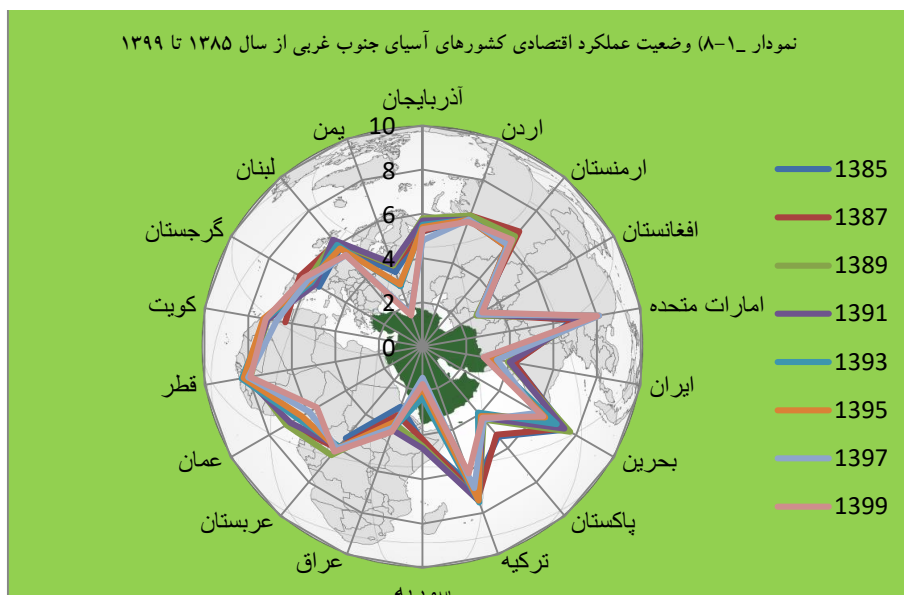 نمودار _۱-۸) وضعیت عملکرد اقتصادی کشورهای آسیای جنوب غربی از سال ۱۳۸۵ تا ۱۳۹۹
آذربایجان
اردن
ارمنستان
افغانستان
امارات متحده
ایران
بحرین
پاکستان
ترکیه
سوریه
عراق
عربستان
عمان
قطر
کویت
گرجستان
لبنان
یمن
10
8
6
4
2
0
1385
1387
1389
1391
1393
1395
1397
1399